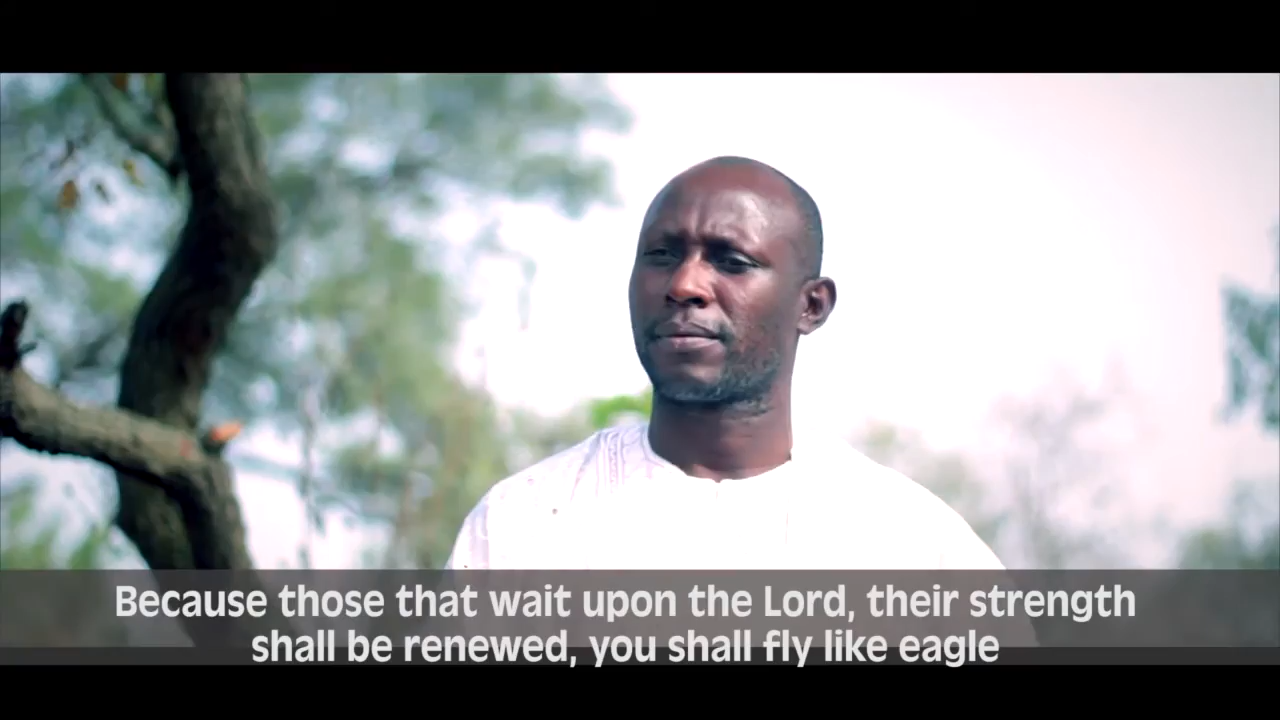 Because those that wait upon the Lord, their strength
shall be renewed, you shall fly like eagle